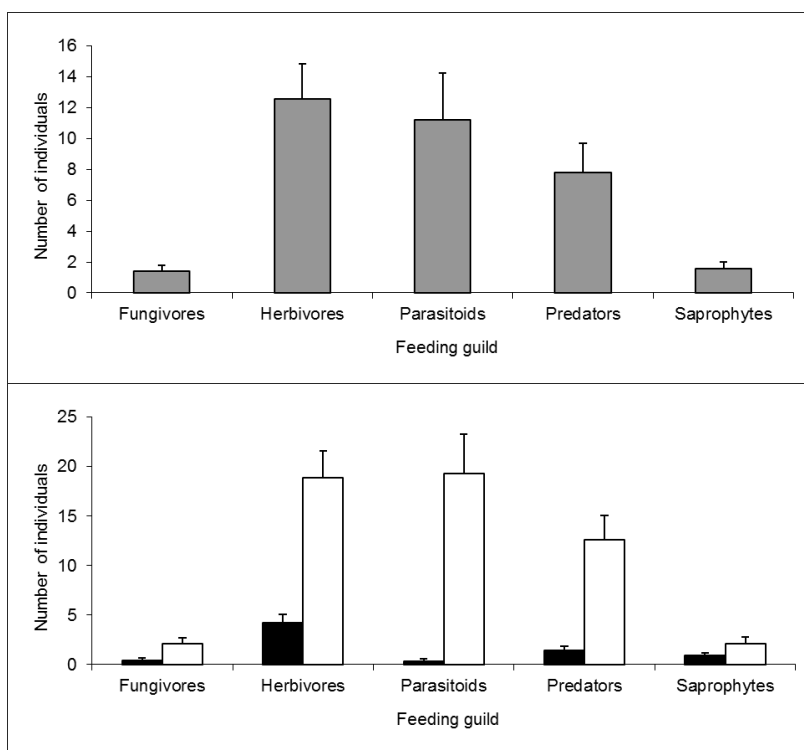 Number of individuals
16
14
12
10
8
6
4
2
0
Fungivores Herbivores Parasitoids Predators Saprophytes
Feeding guild
Number of individuals
25
20
15
10
5
0
Fungivores Herbivores Parasitoids Predators Saprophytes
Feeding guild